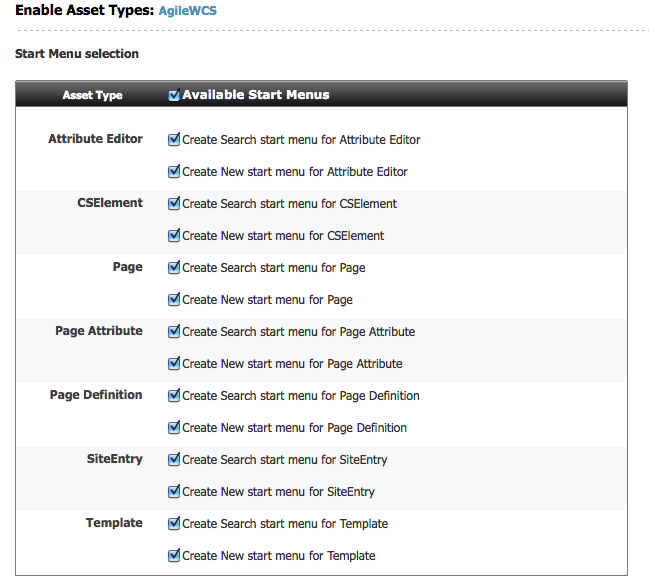 Enable Asset Types: AgileWCS
Start Menu selection
Asset Type Available Start Menus
Attribute Editor Create Search start menu for Attribute Editor
Create New start menu for Attribute Editor
CSElement Create Search start menu for CSElement
Create New start menu for CSElement
Page Create Search start menu for Page
Create New start menu for Page
Page Attribute Create Search start menu for Page Attribute
Create New start menu for Page Attribute
Page Definition Create Search start menu for Page Definition
Create New start menu for Page Definition
SiteEntry Create Search start menu for SiteEntry
Create New start menu for SiteEntry
Template Create Search start menu for Template
Create New start menu for Template